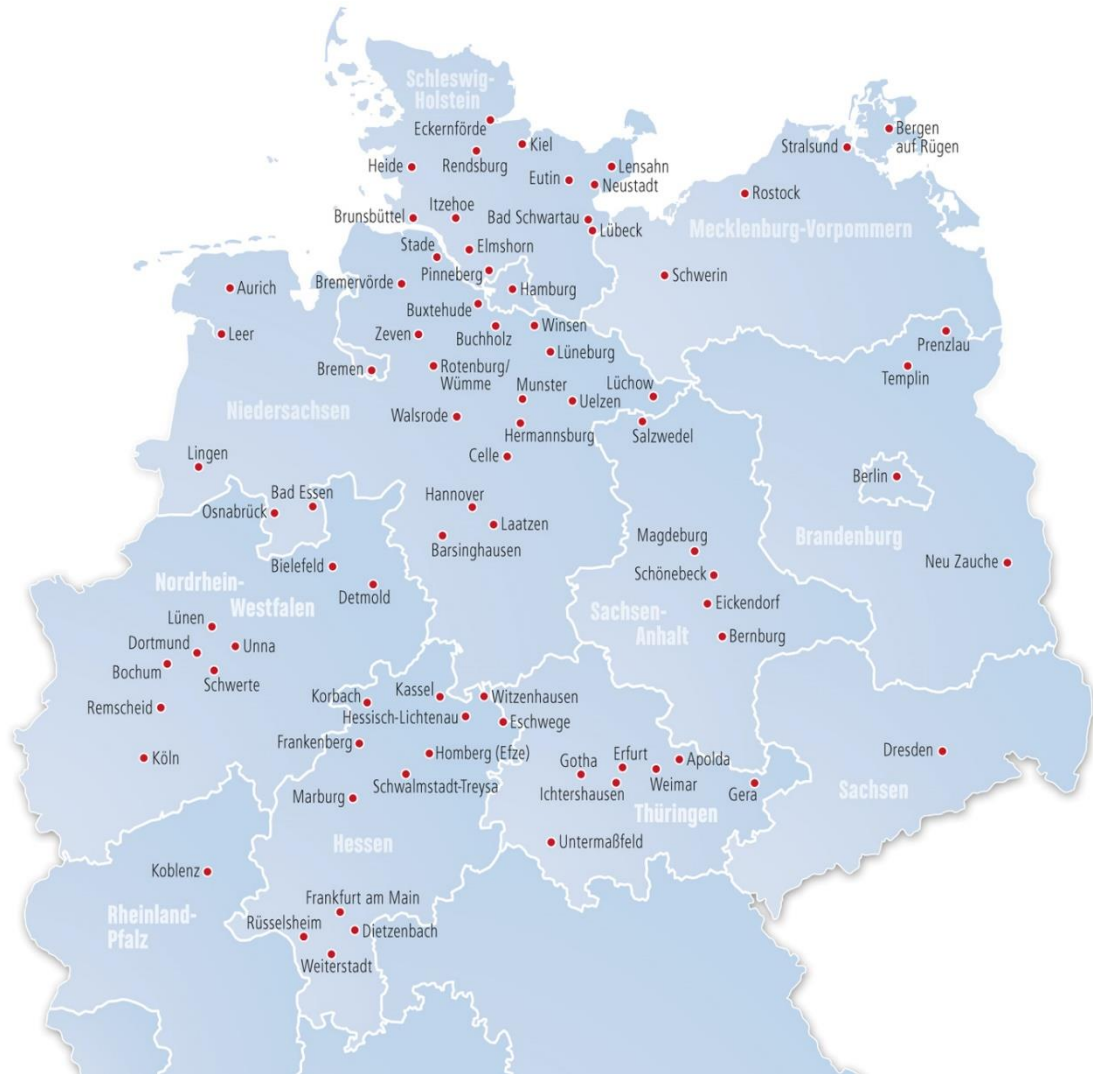 Schleswig-
Holstein
Eckernförde
Kiel
Rendsburg
Heide
Lensahn
Eutin
Neustadt
Itzehoe
Brunsbüttel
Bad Schwartau
Lübeck
Stade
Elmshorn
Pinneberg
Hamburg
Stralsund
Bergen
auf Rügen
Rostock
Mecklenburg-Vorpommern
Schwerin
Aurich
Bremervörde
Buxtehude
Leer
Zeven
Buchholz
Winsen
Lüneburg
Bremen
Rotenburg/
Wümme
Munster
Uelzen
Lüchow
Niedersachsen
Walsrode
Hermannsburg
Salzwedel
Celle
Lingen
Bad Essen
Osnabrück
Hannover
Laatzen
Barsinghausen
Prenzlau
Templin
Berlin
Brandenburg
Neu Zauche
Magdeburg
Schönebeck
Eickendorf
Sachsen-
Anhalt
Bernburg
Bielefeld
Detmold
Nordrhein-
Westfalen
Lünen
Dortmund
Unna
Bochum
Schwerte
Remscheid
Köln
Korbach
Kassel
Witzenhausen
Hessisch-Lichtenau
Eschwege
Frankenberg
Homberg (Efze)
Schwalmstadt-Treysa
Marburg
Hessen
Gotha
Erfurt
Apolda
Ichtershausen
Weimar
Gera
Thüringen
Untermaßfeld
Dresden
Sachsen
Koblenz
Rheinland-
Pfalz
Frankfurt am Main
Rüsselsheim
Dietzenbach
Weiterstadt